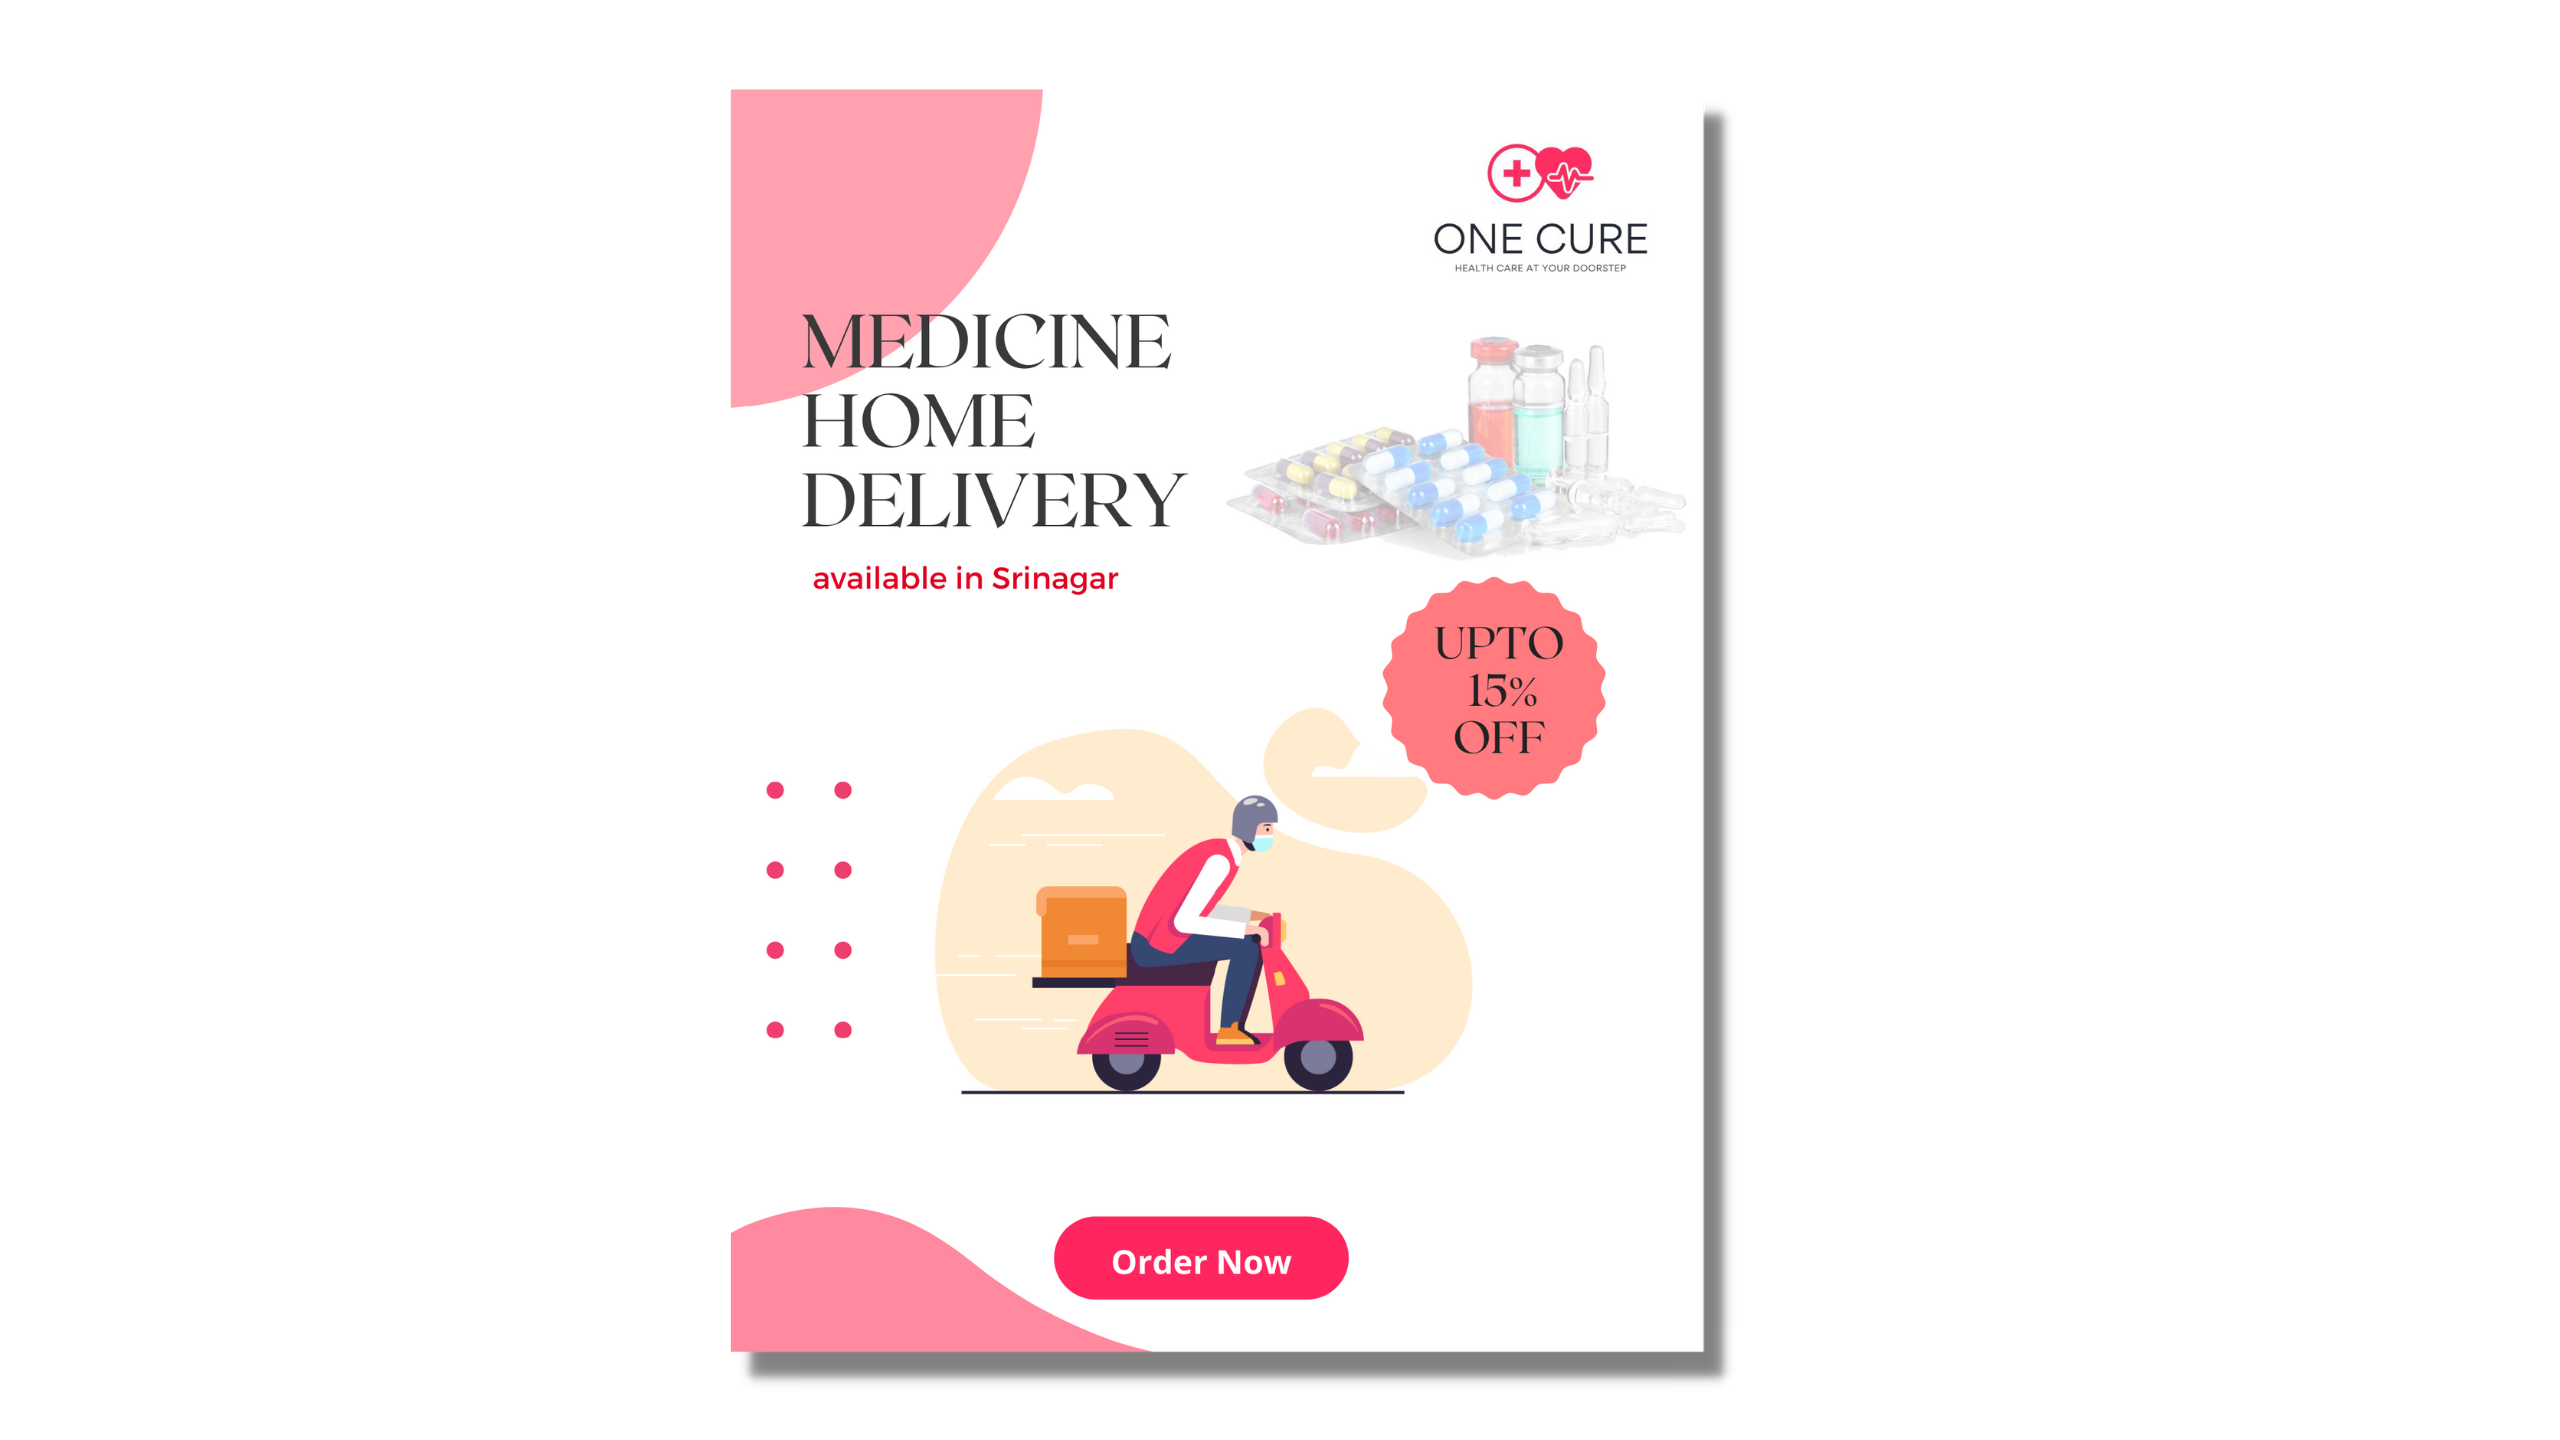 ONE CURE
HEALTH CARE AT YOUR DOORSTEP
MEDICINE
HOME
DELIVERY
available in Srinagar
UPTO
15%
OFF
Order Now